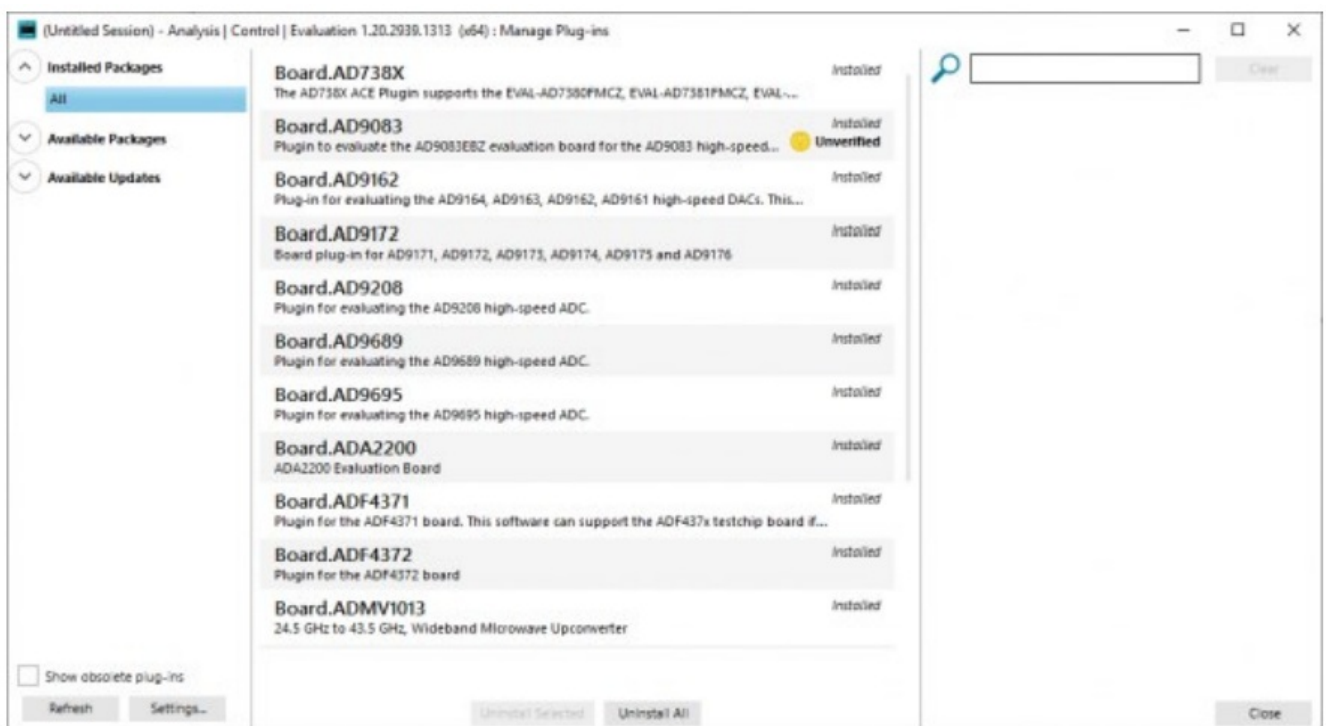 (Untitled Session) - Analysis | Control | Evaluation 1.20.2939.1313 (x64) : Manage Plug-ins
Installed Packages
All
Available Packages
Available Updates
Show obsolete plug-ins
Refresh
Settings...
Board.AD738X
Installed
The AD738X ACE Plugin supports the EVAL-AD7380FMCZ, EVAL-AD7381FMCZ, EVAL-...
Board.AD9083
Installed
Plugin to evaluate the AD9083EBZ evaluation board for the AD9083 high-speed...
Unverified
Board.AD9162
Installed
Plug-in for evaluating the AD9164, AD9163, AD9162, AD9161 high-speed DACs. This...
Board.AD9172
Installed
Board plug-in for AD9171, AD9172, AD9173, AD9174, AD9175 and AD9176
Board.AD9208
Installed
Plugin for evaluating the AD9208 high-speed ADC.
Board.AD9689
Installed
Plugin for evaluating the AD9689 high-speed ADC.
Board.AD9695
Installed
Plugin for evaluating the AD9695 high-speed ADC.
Board.ADA2200
Installed
ADA2200 Evaluation Board
Board.ADF4371
Installed
Plugin for the ADF4371 board. This software can support the ADF437x testchip board if...
Board.ADF4372
Installed
Plugin for the ADF4372 board
Board.ADMV1013
Installed
24.5 GHz to 43.5 GHz, Wideband Microwave Upconverter
Uninstall Selected
Uninstall All
Clear
Close